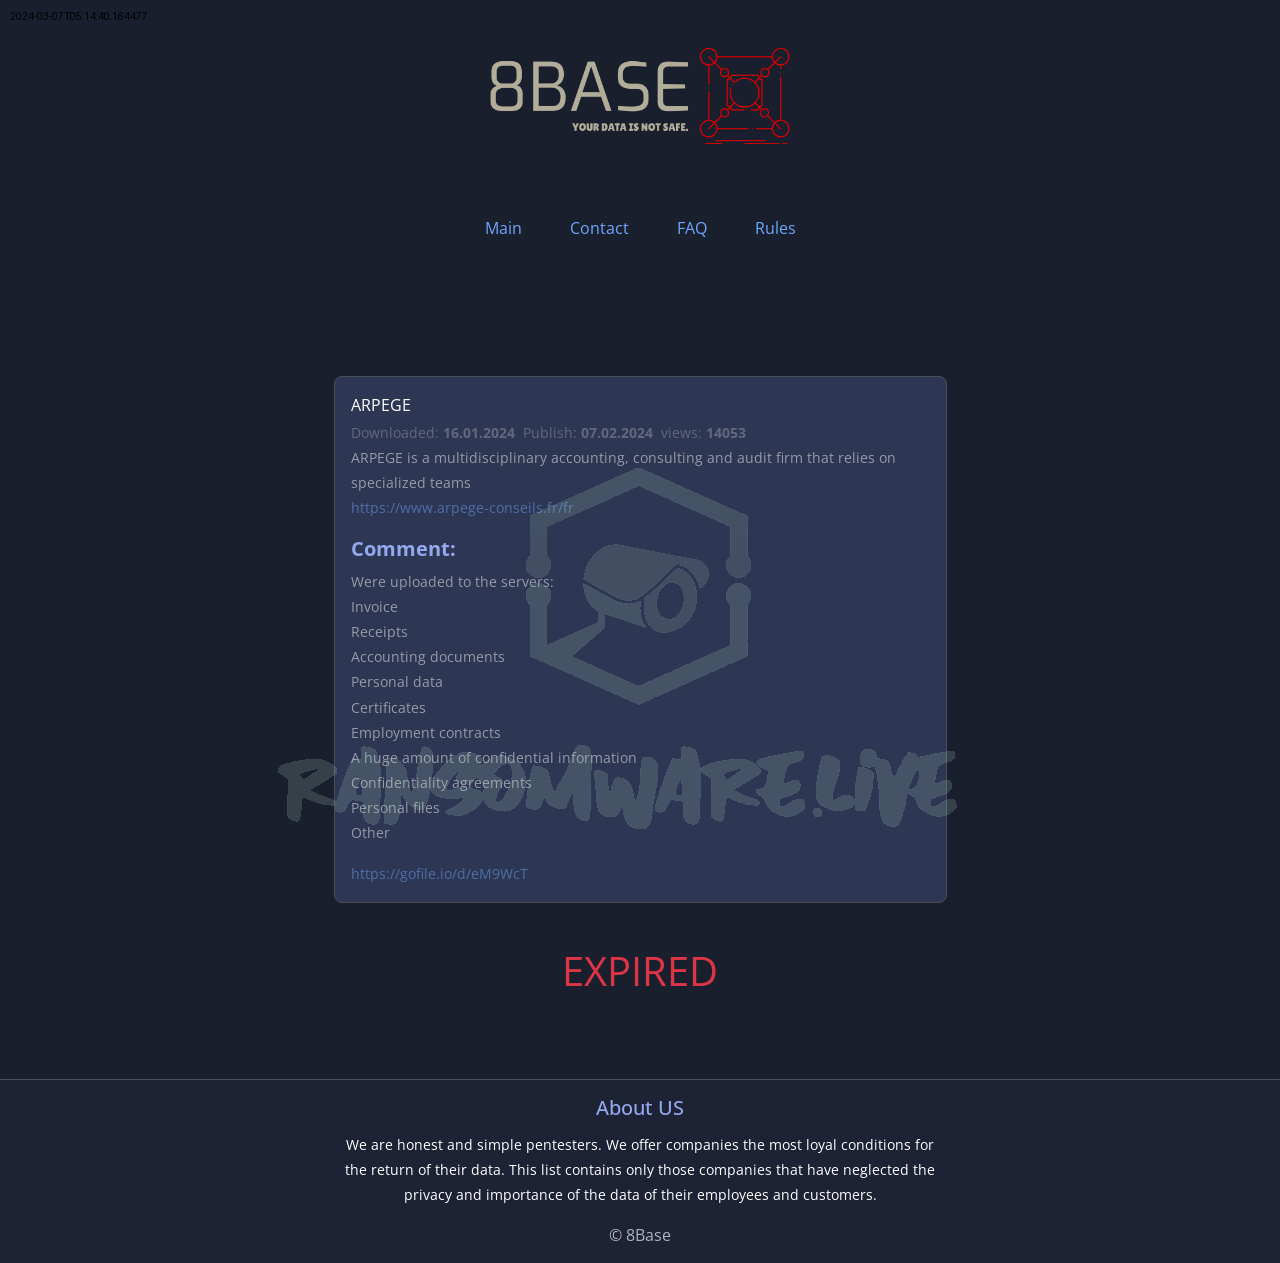 2024-03-07T05:14:40.164477
8BASE
YOUR DATA IS NOT SAFE.
Main Contact FAQ Rules
ARPEGE
Downloaded: 16.01.2024 Publish: 07.02.2024 views: 14053
ARPEGE is a multidisciplinary accounting, consulting and audit firm that relies on
specialized teams
https://www.arpege-conseils.fr/fr
Comment:
Were uploaded to the servers:
Invoice
Receipts
Accounting documents
Personal data
Certificates
Employment contracts
A huge amount of confidential information
RANSOMWARE.LIVE
Confidentiality agreements
Personal files
Other
https://gofile.io/d/eM9WcT
EXPIRED
About US
We are honest and simple pentesters. We offer companies the most loyal conditions for
the return of their data. This list contains only those companies that have neglected the
privacy and importance of the data of their employees and customers.
© 8Base